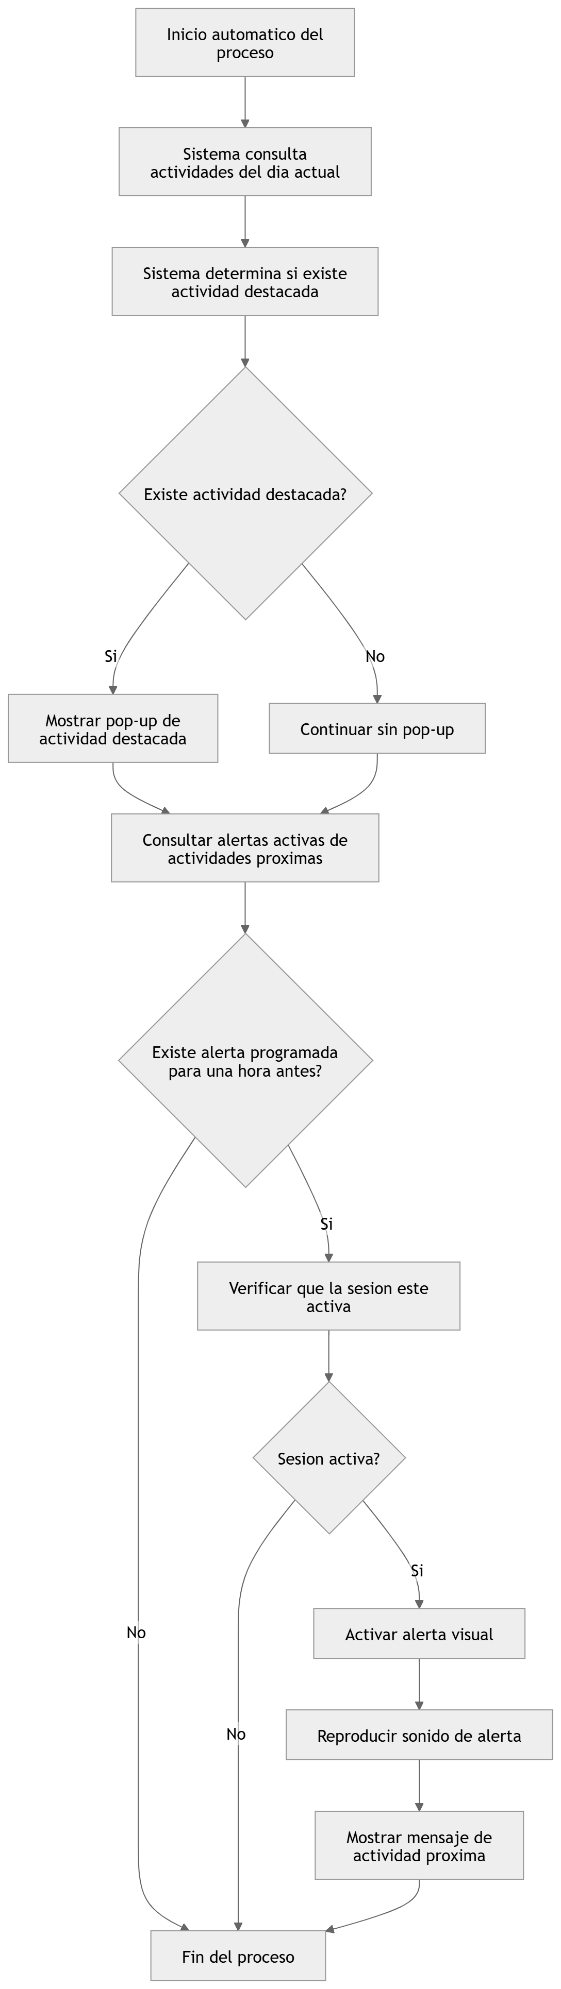 Inicio automatico del
proceso
Sistema consulta
actividades del dia actual
Sistema determina si existe
actividad destacada
Existe actividad destacada?
Si
No
Mostrar pop-up de
actividad destacada
Continuar sin pop-up
Consultar alertas activas de
actividades proximas
Existe alerta programada
para una hora antes?
Si
Verificar que la sesion este
activa
Sesion activa?
Si
No
Activar alerta visual
No
Reproducir sonido de alerta
Mostrar mensaje de
actividad proxima
Fin del proceso